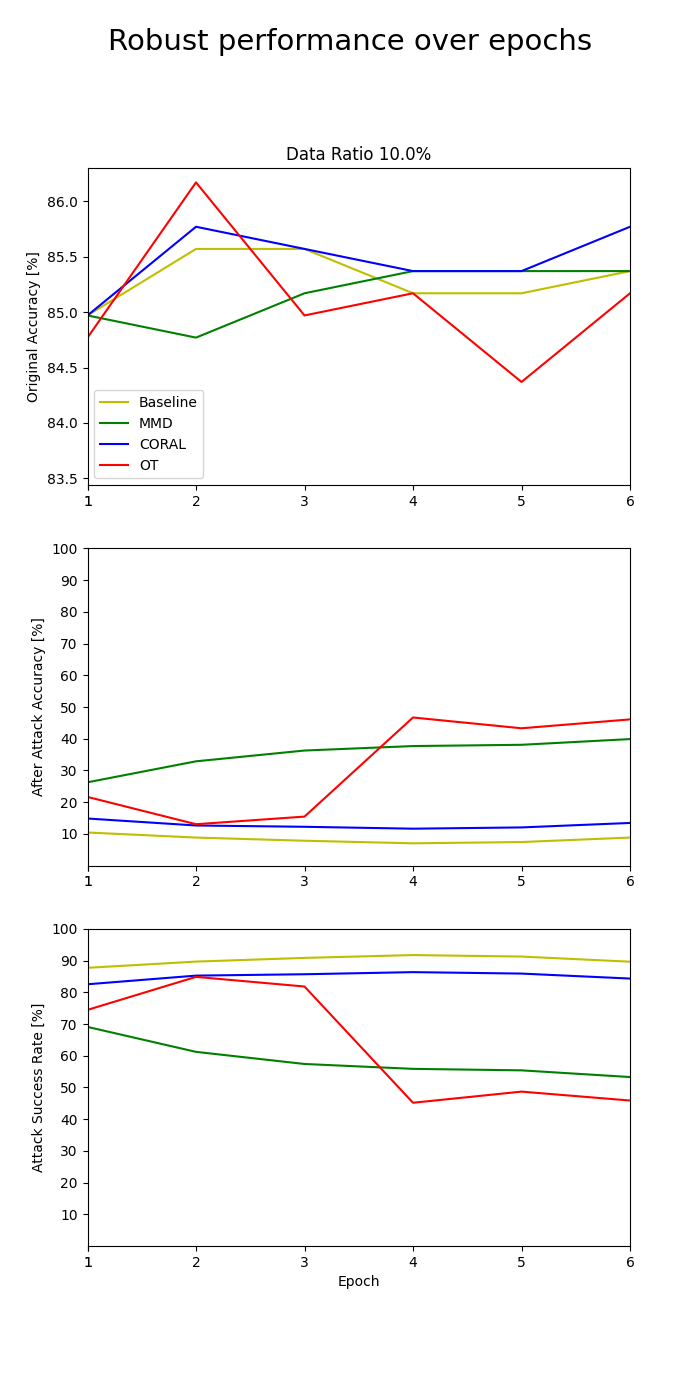 Robust performance over epochs
Data Ratio 10.0%
Original Accuracy [%]
86.0
85.5
85.0
84.5
84.0
83.5
Baseline
MMD
CORAL
OT
1 2 3 4 5 6
After Attack Accuracy [%]
100
90
80
70
60
50
40
30
20
10
1 2 3 4 5 6
Attack Success Rate [%]
100
90
80
70
60
50
40
30
20
10
1 2 3 4 5 6
Epoch